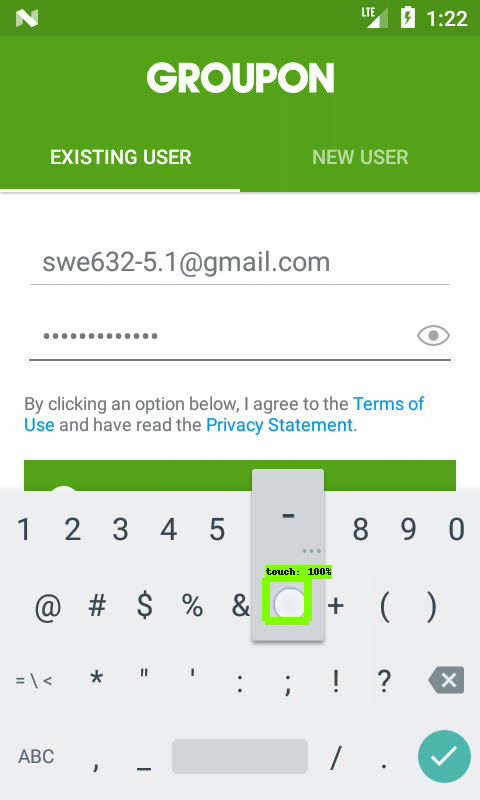 LTE 1:22
GROUPON
EXISTING USER NEW USER
swe632-5.1@gmail.com
•••••••••••••
By clicking an option below, I agree to the Terms of
Use and have read the Privacy Statement.
1 2 3 4 5 - 8 9 0
...
touch: 100%
@ # $ % & + ( )
= \ < * " ' : ; ! ?
ABC , _ / .